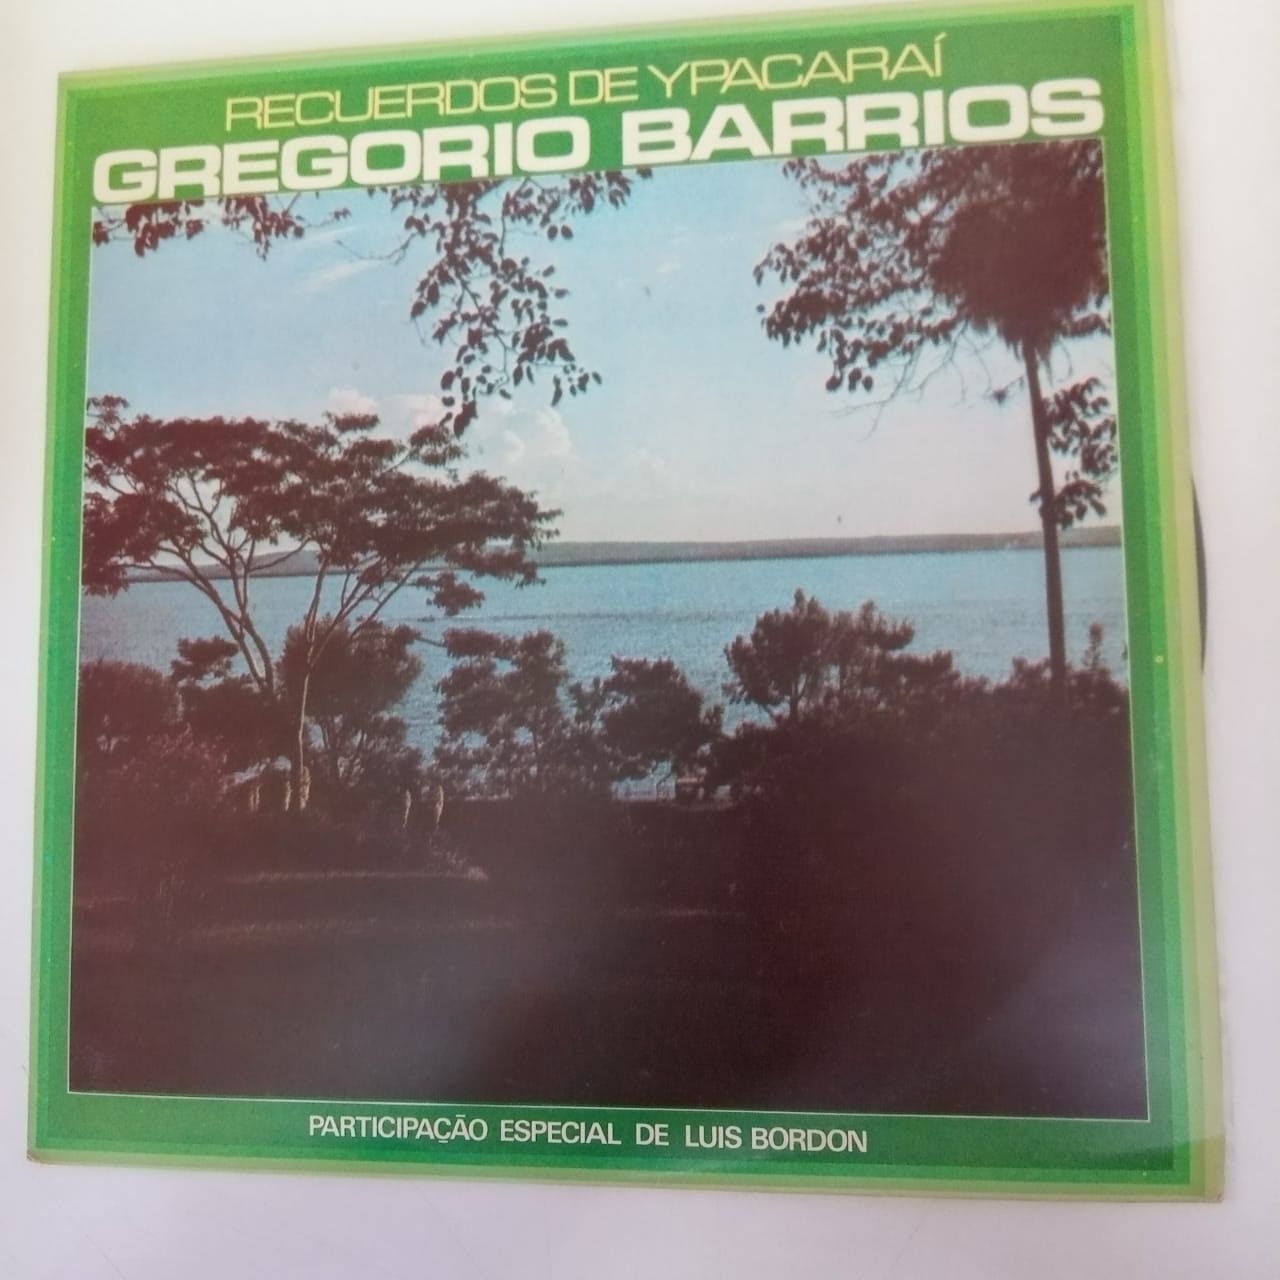 RECUERDOS DE YPACARAÍ
GREGORIO BARRIOS
PARTICIPAÇÃO ESPECIAL DE LUIS BORDON